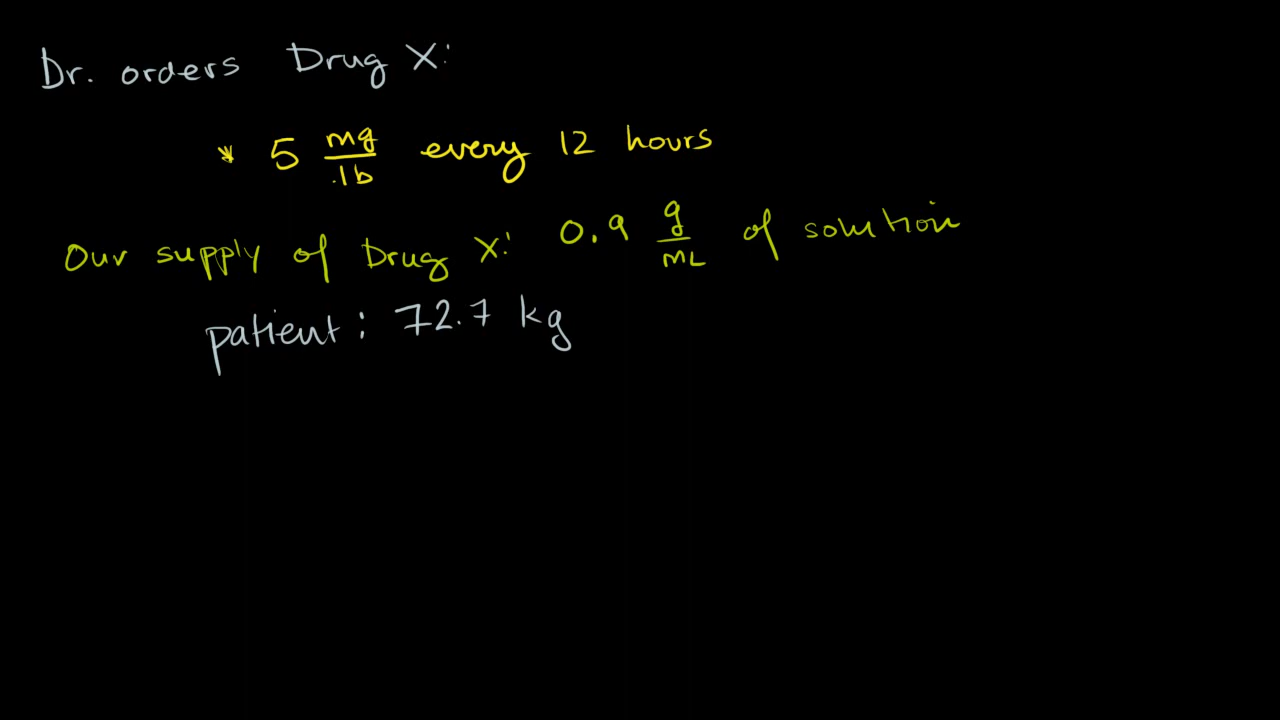 Dr. orders Drug X:
* 5 mg/lb every 12 hours
Our supply of Drug X: 0.9 g/mL of solution
patient: 72.7 kg